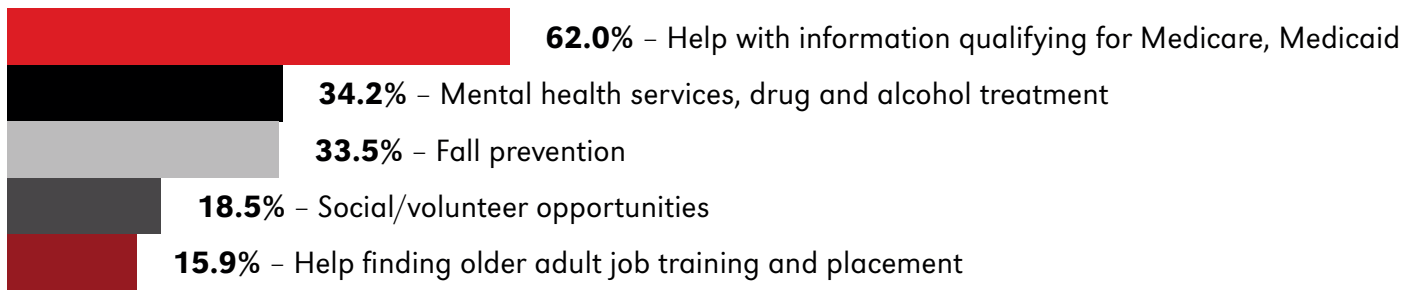 62.0% – Help with information qualifying for Medicare, Medicaid
34.2% – Mental health services, drug and alcohol treatment
33.5% – Fall prevention
18.5% – Social/volunteer opportunities
15.9% – Help finding older adult job training and placement